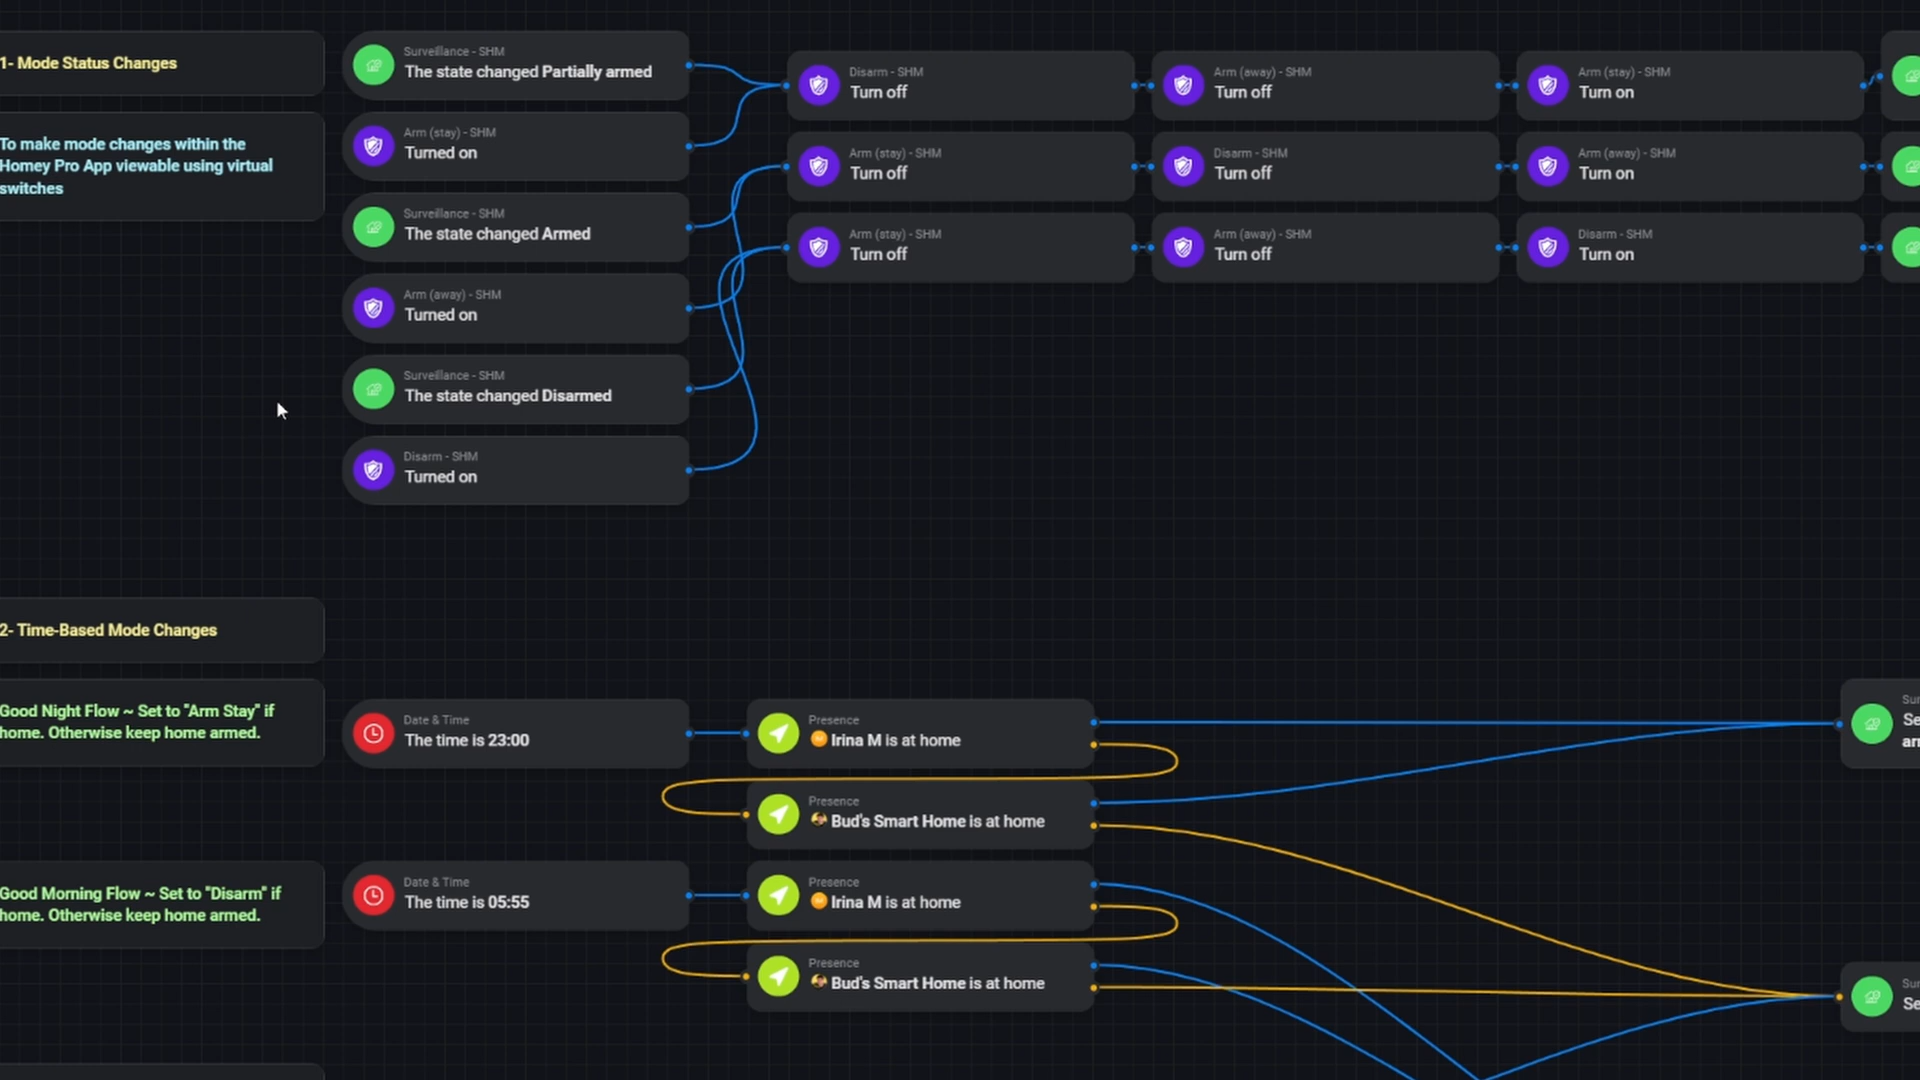 1- Mode Status Changes
To make mode changes within the
Homey Pro App viewable using virtual
switches
Surveillance - SHM
The state changed Partially armed
Arm (stay) - SHM
Turned on
Surveillance - SHM
The state changed Armed
Arm (away) - SHM
Turned on
Surveillance - SHM
The state changed Disarmed
Disarm - SHM
Turned on
Disarm - SHM
Turn off
Arm (away) - SHM
Turn off
Arm (stay) - SHM
Turn on
Arm (stay) - SHM
Turn off
Disarm - SHM
Turn off
Arm (away) - SHM
Turn on
Arm (stay) - SHM
Turn off
Arm (away) - SHM
Turn off
Disarm - SHM
Turn on
2- Time-Based Mode Changes
Good Night Flow ~ Set to "Arm Stay" if
home. Otherwise keep home armed.
Date & Time
The time is 23:00
Presence
Irina M is at home
Presence
Bud's Smart Home is at home
Good Morning Flow ~ Set to "Disarm" if
home. Otherwise keep home armed.
Date & Time
The time is 05:55
Presence
Irina M is at home
Presence
Bud's Smart Home is at home